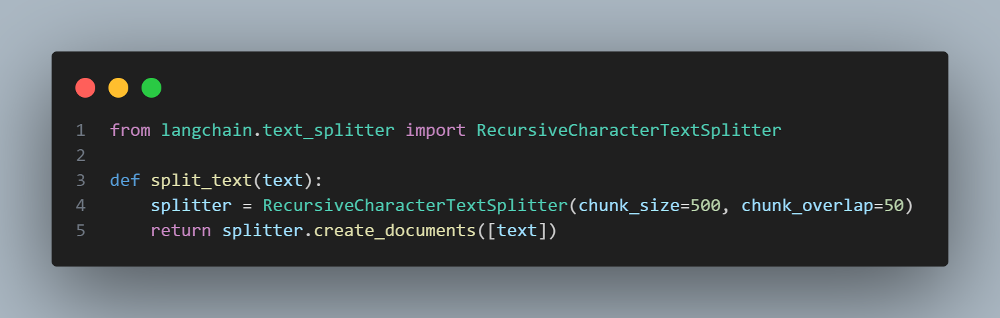 1 from langchain.text_splitter import RecursiveCharacterTextSplitter
2
3 def split_text(text):
4     splitter = RecursiveCharacterTextSplitter(chunk_size=500, chunk_overlap=50)
5     return splitter.create_documents([text])